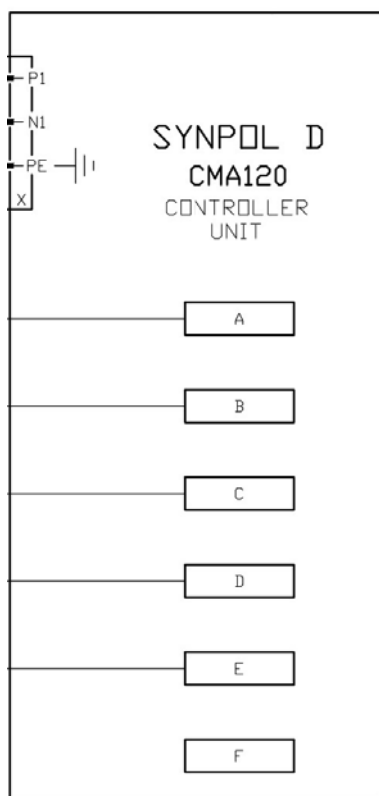 P1
N1
PE
X
SYNPOL D
CMA120
CONTROLLER
UNIT
A
B
C
D
E
F